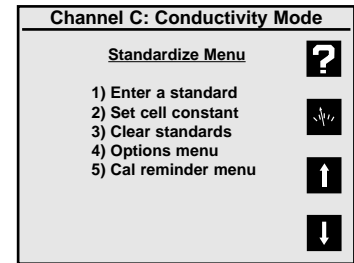 Channel C: Conductivity Mode
Standardize Menu
?
1) Enter a standard
2) Set cell constant
3) Clear standards
4) Options menu
5) Cal reminder menu